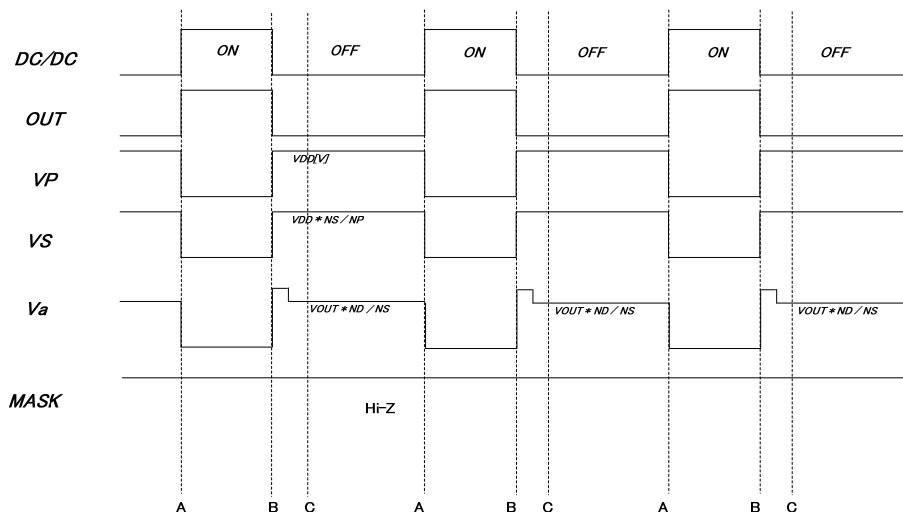 DC/DC ON OFF ON OFF ON OFF
OUT
VP VDD[V]
VS VDD * NS / NP
Va VOUT * ND / NS VOUT * ND / NS VOUT * ND / NS
MASK
Hi-Z
A B C A B C A B C